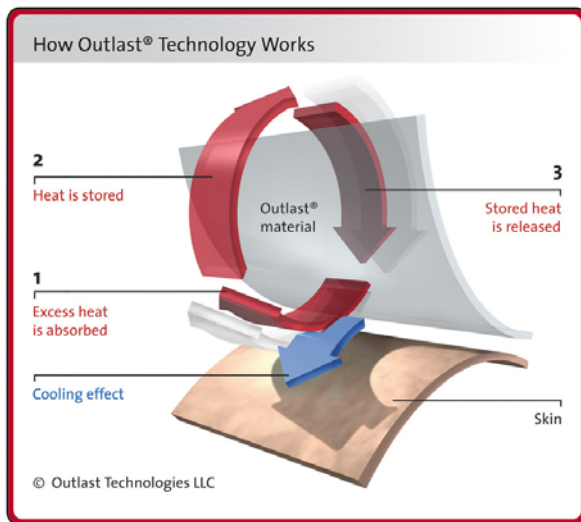 How Outlast® Technology Works
2
Heat is stored
3
Stored heat
is released
Outlast®
material
1
Excess heat
is absorbed
Cooling effect
Skin
© Outlast Technologies LLC